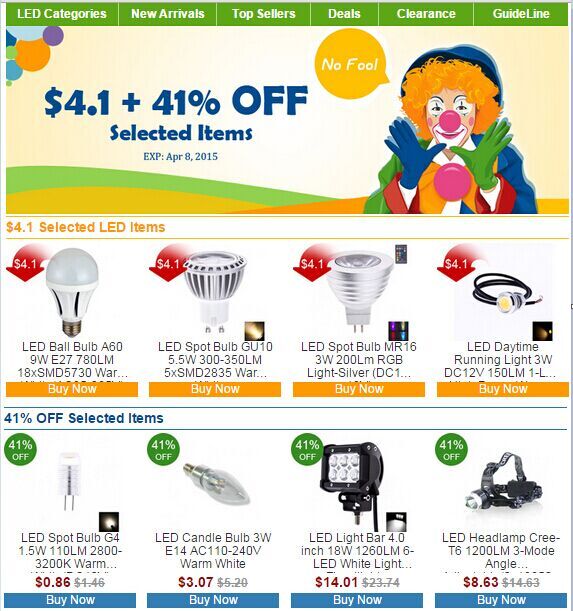 LED Categories New Arrivals Top Sellers Deals Clearance GuideLine
No Fool
$4.1 + 41% OFF
Selected Items
EXP: Apr 8, 2015
$4.1 Selected LED Items
$4.1
LED Ball Bulb A60
9W E27 780LM
18xSMD5730 War...
Buy Now
$4.1
LED Spot Bulb GU10
5.5W 300-350LM
5xSMD2835 War...
Buy Now
$4.1
LED Spot Bulb MR16
3W 200Lm RGB
Light-Silver (DC1...
Buy Now
$4.1
LED Daytime
Running Light 3W
DC12V 150LM 1-L...
Buy Now
41% OFF Selected Items
41%
OFF
LED Spot Bulb G4
1.5W 110LM 2800-
3200K Warm...
$0.86 $1.46
Buy Now
41%
OFF
LED Candle Bulb 3W
E14 AC110-240V
Warm White
$3.07 $5.20
Buy Now
41%
OFF
LED Light Bar 4.0
inch 18W 1260LM 6-
LED White Light
$14.01 $23.74
Buy Now
41%
OFF
LED Headlamp Cree-
T6 1200LM 3-Mode
Angle...
$8.63 $14.63
Buy Now